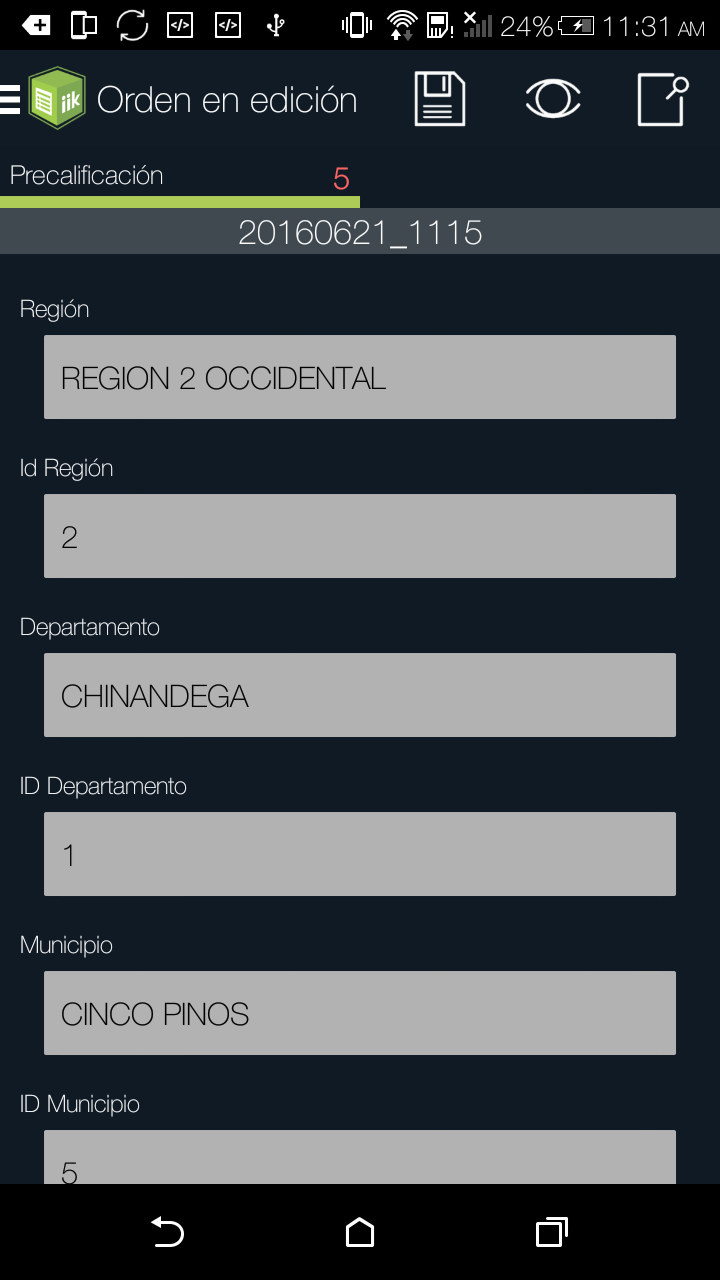 24% 11:31 AM
iik Orden en edición
Precalificación 5
20160621_1115
Región
REGION 2 OCCIDENTAL
Id Región
2
Departamento
CHINANDEGA
ID Departamento
1
Municipio
CINCO PINOS
ID Municipio
5